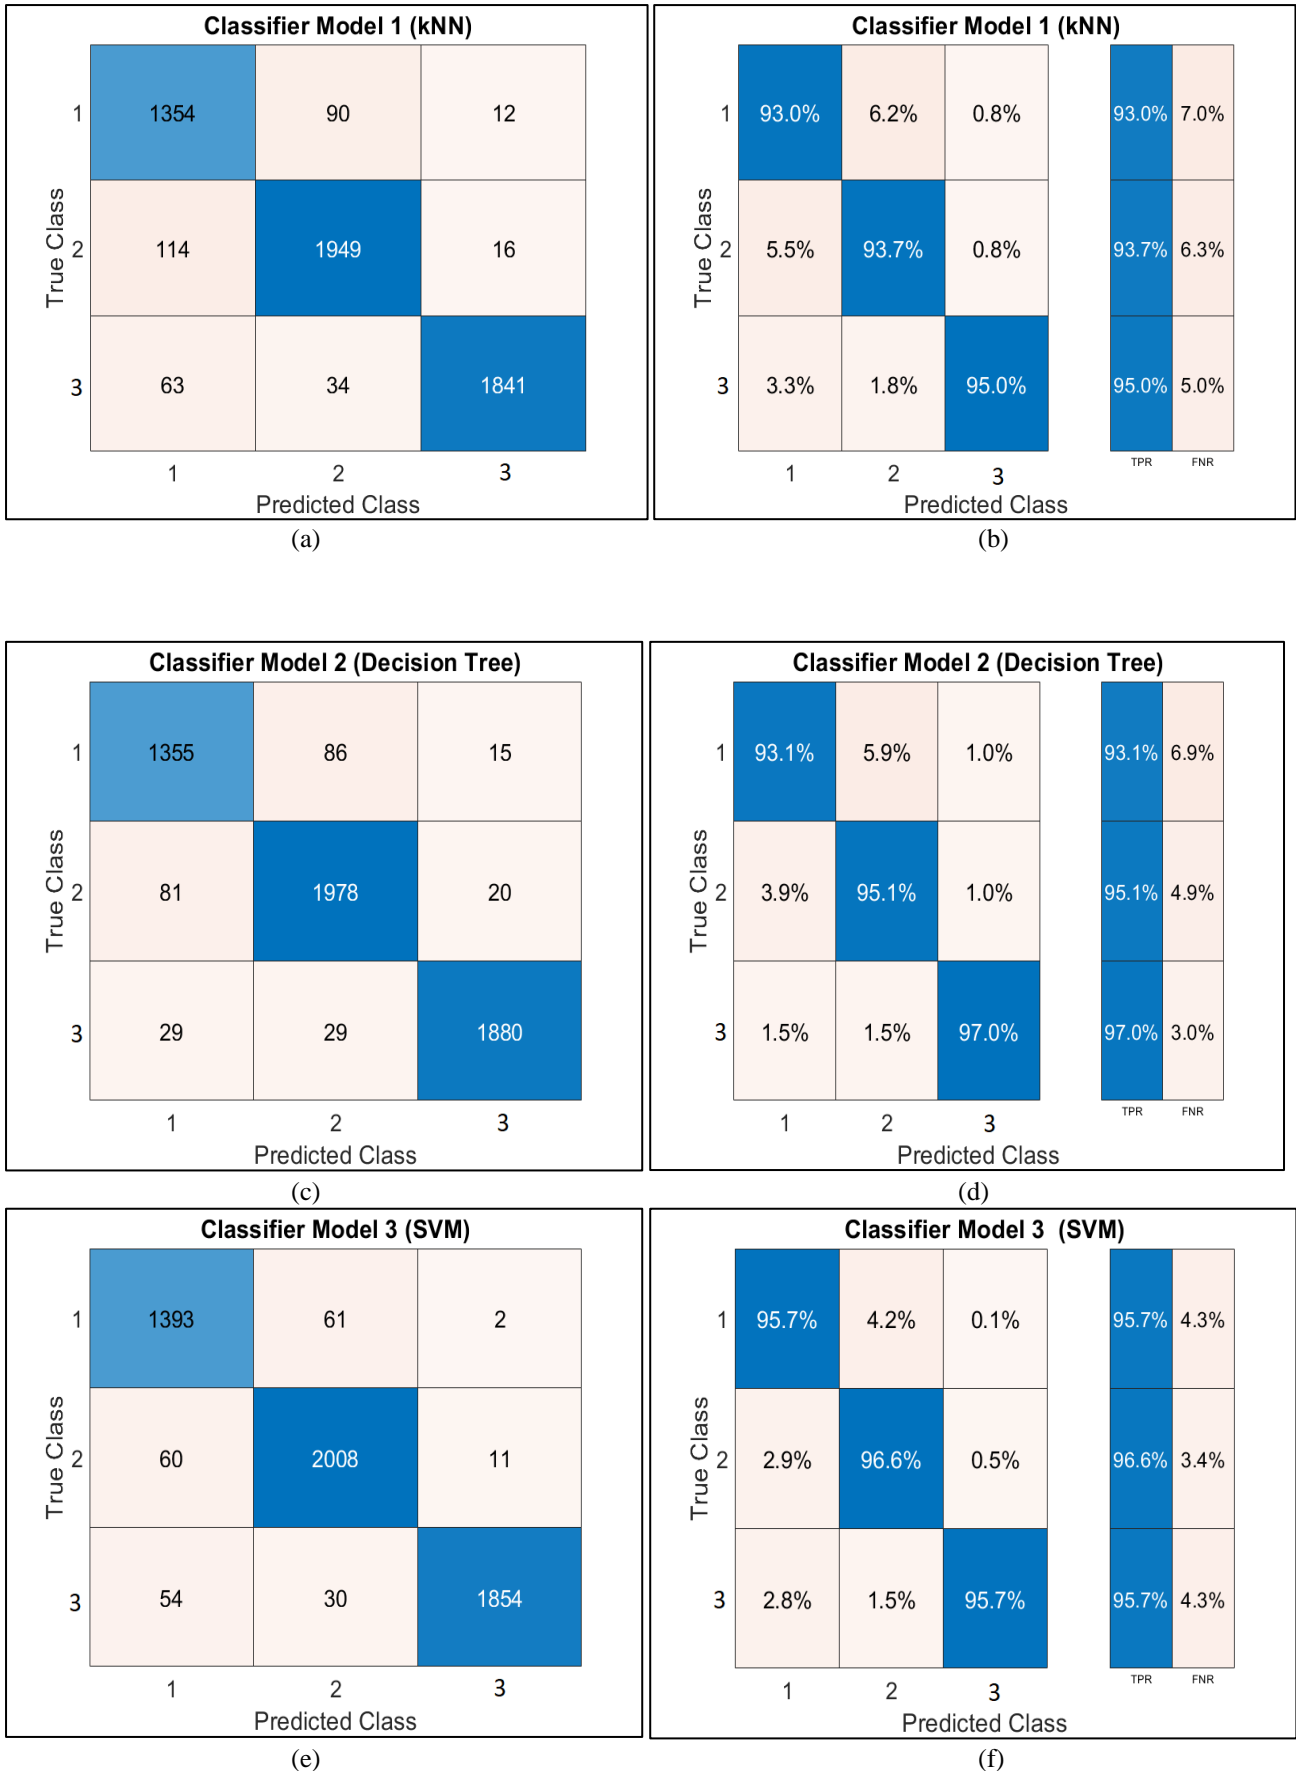 Classifier Model 1 (kNN)
True Class
1 1354 90 12
2 114 1949 16
3 63 34 1841
1 2 3
Predicted Class
(a)
Classifier Model 1 (kNN)
True Class
1 93.0% 6.2% 0.8% 93.0% 7.0%
2 5.5% 93.7% 0.8% 93.7% 6.3%
3 3.3% 1.8% 95.0% 95.0% 5.0%
1 2 3 TPR FNR
Predicted Class
(b)
Classifier Model 2 (Decision Tree)
True Class
1 1355 86 15
2 81 1978 20
3 29 29 1880
1 2 3
Predicted Class
(c)
Classifier Model 2 (Decision Tree)
True Class
1 93.1% 5.9% 1.0% 93.1% 6.9%
2 3.9% 95.1% 1.0% 95.1% 4.9%
3 1.5% 1.5% 97.0% 97.0% 3.0%
1 2 3 TPR FNR
Predicted Class
(d)
Classifier Model 3 (SVM)
True Class
1 1393 61 2
2 60 2008 11
3 54 30 1854
1 2 3
Predicted Class
(e)
Classifier Model 3 (SVM)
True Class
1 95.7% 4.2% 0.1% 95.7% 4.3%
2 2.9% 96.6% 0.5% 96.6% 3.4%
3 2.8% 1.5% 95.7% 95.7% 4.3%
1 2 3 TPR FNR
Predicted Class
(f)